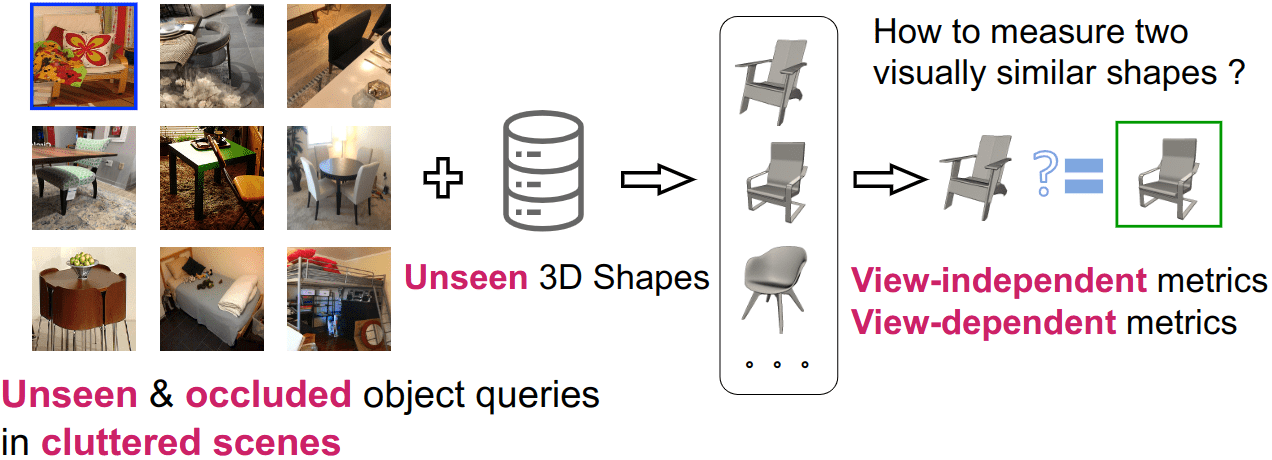 How to measure two
visually similar shapes ?
?=
Unseen 3D Shapes
View-independent metrics
View-dependent metrics
Unseen & occluded object queries
in cluttered scenes